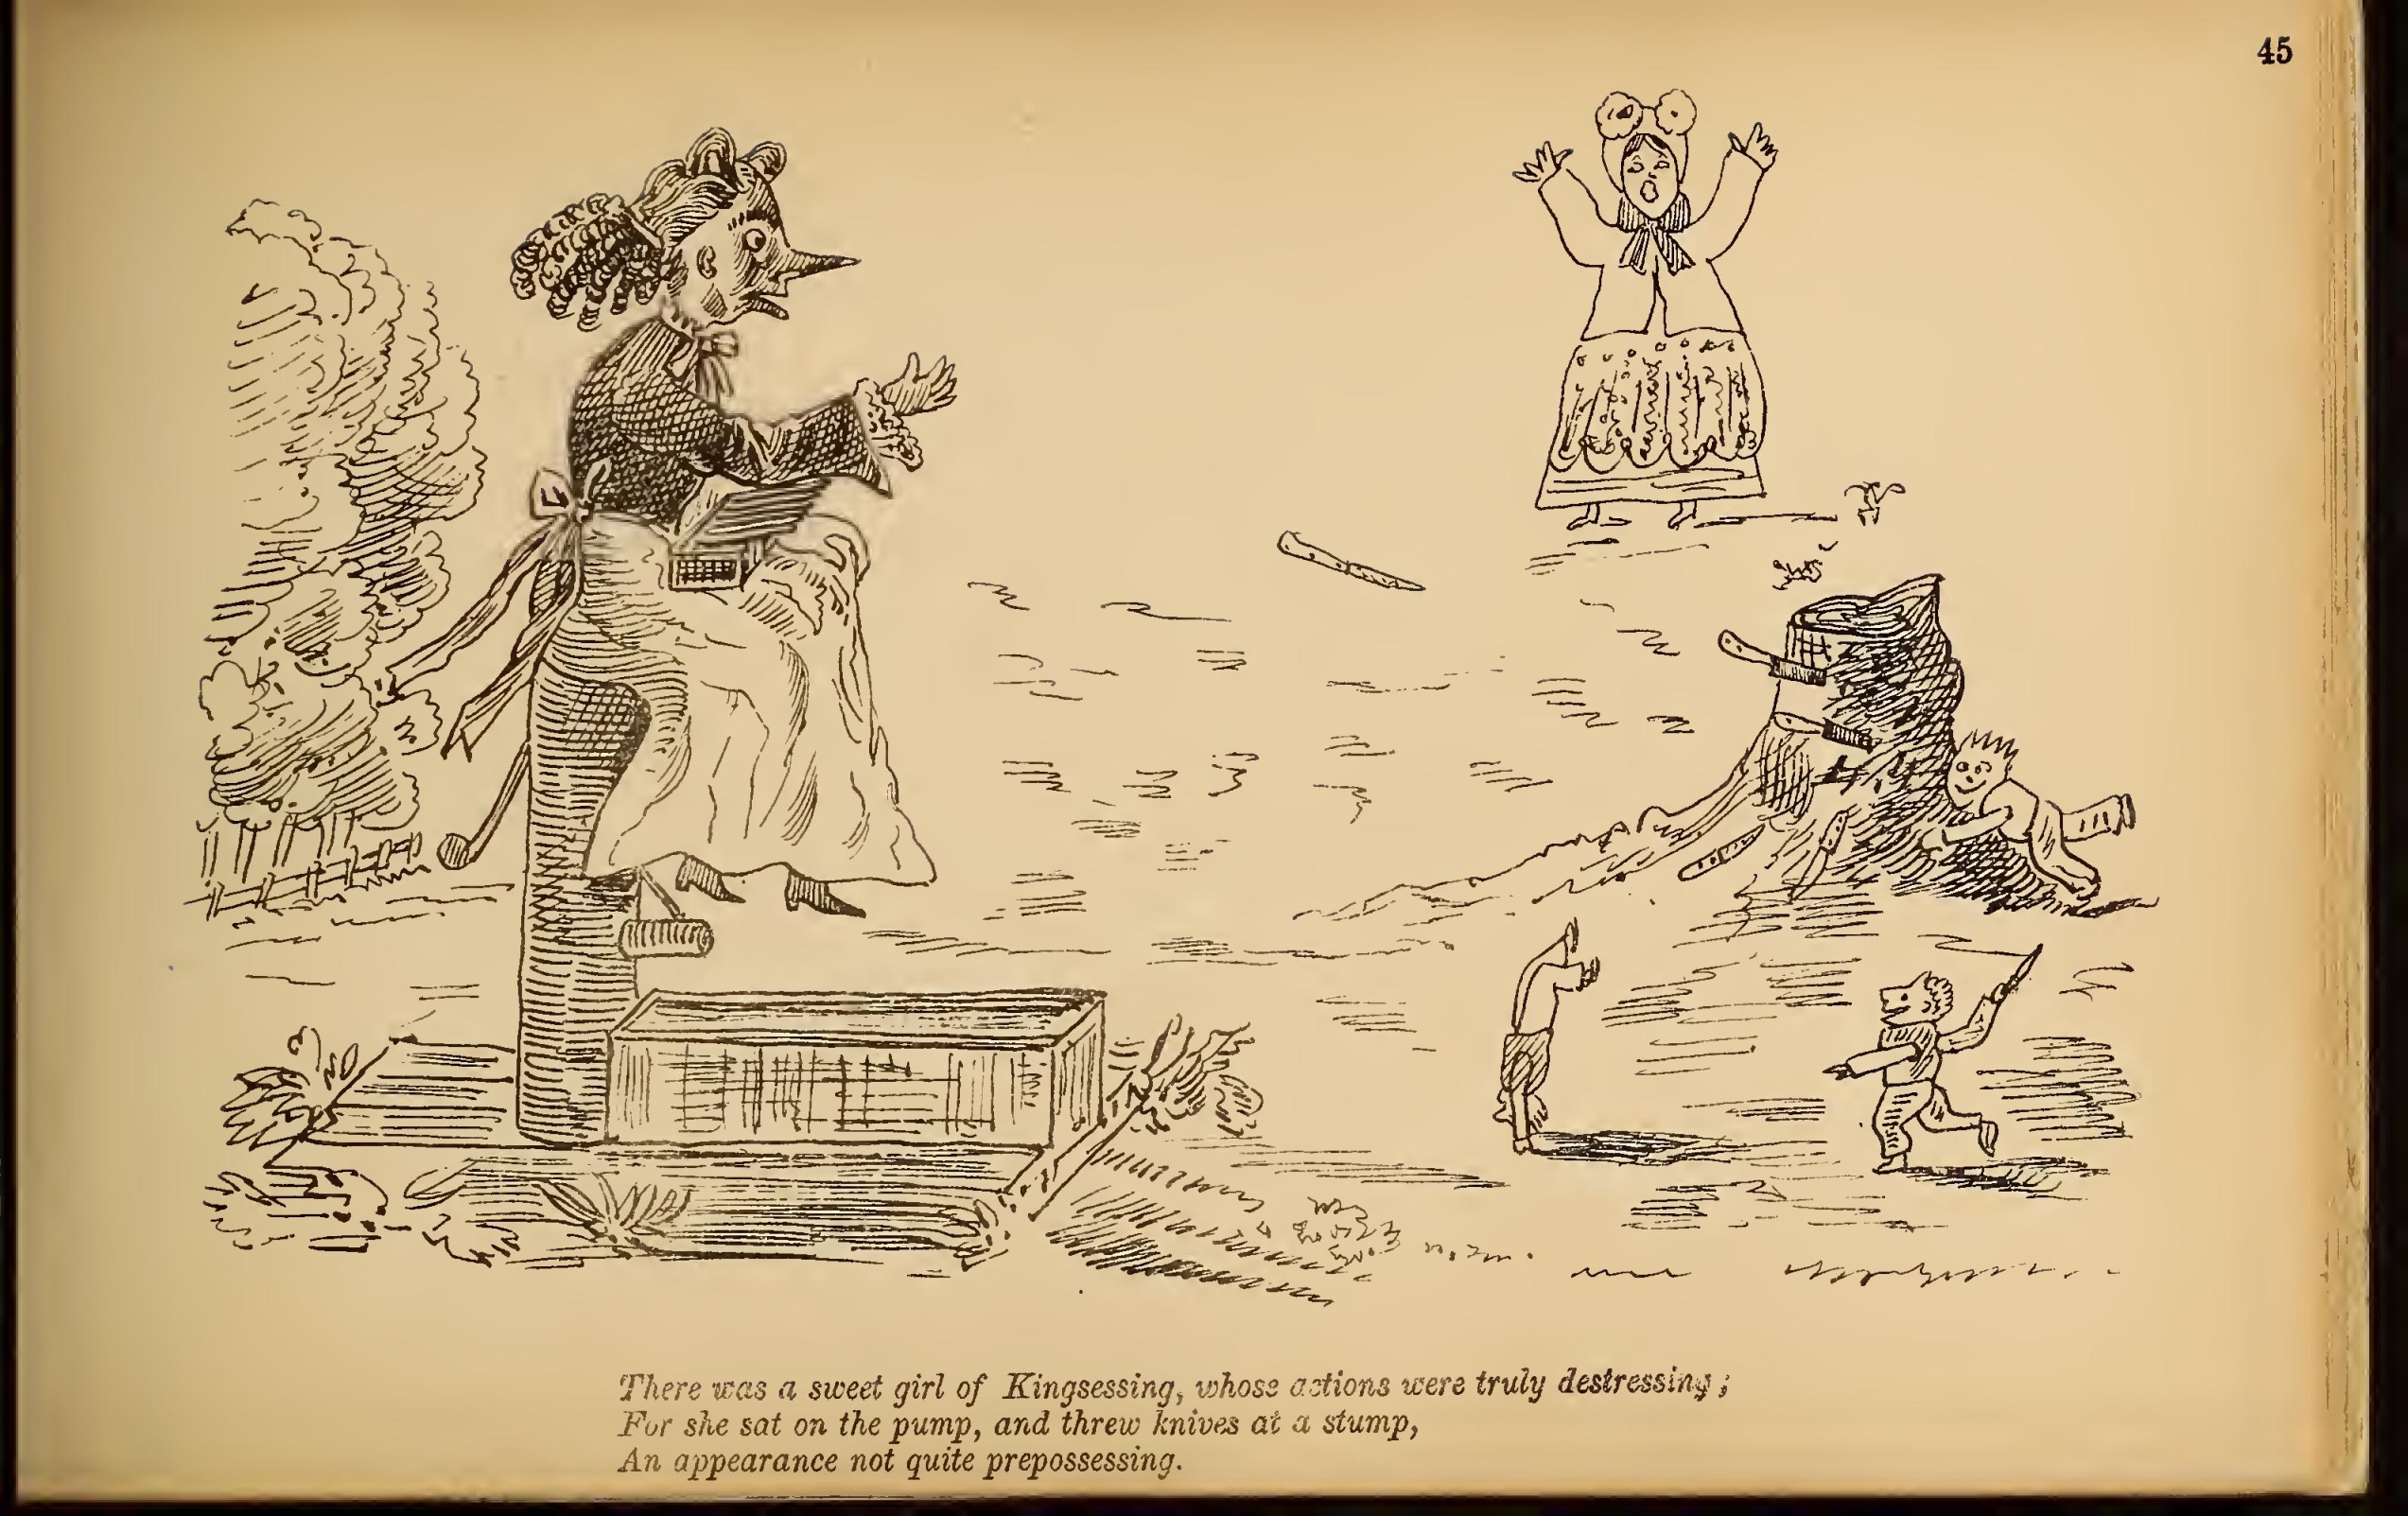 45
There was a sweet girl of Kingsessing, whose actions were truly destressing;
For she sat on the pump, and threw knives at a stump,
An appearance not quite prepossessing.